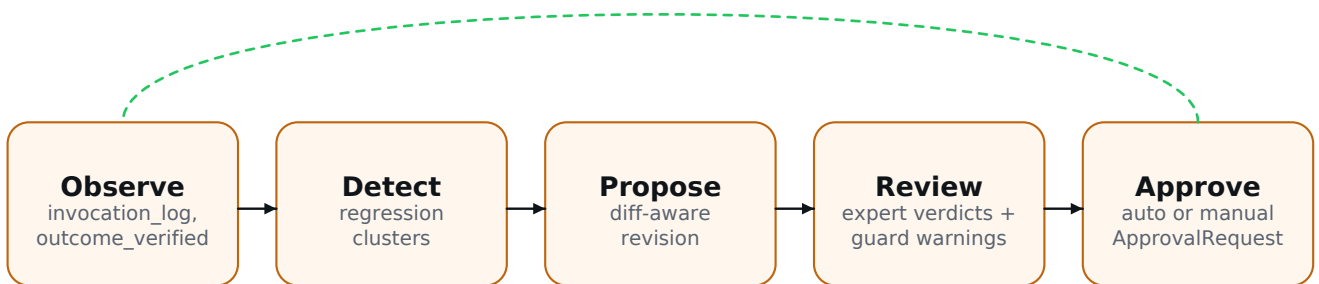 Observe
invocation_log,
outcome_verified
Detect
regression
clusters
Propose
diff-aware
revision
Review
expert verdicts +
guard warnings
Approve
auto or manual
ApprovalRequest